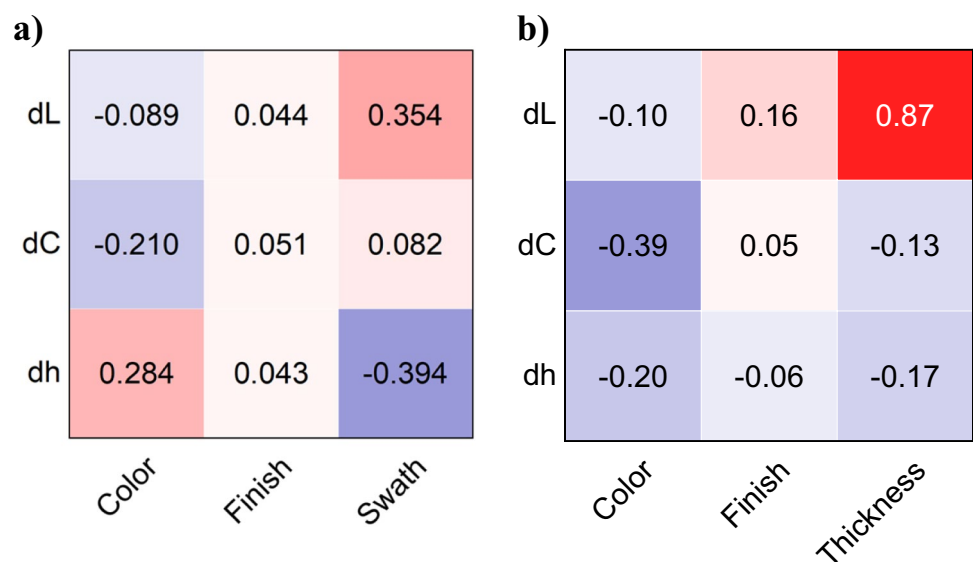 a)
dL -0.089 0.044 0.354
dC -0.210 0.051 0.082
dh 0.284 0.043 -0.394
Color Finish Swath
b)
dL -0.10 0.16 0.87
dC -0.39 0.05 -0.13
dh -0.20 -0.06 -0.17
Color Finish Thickness